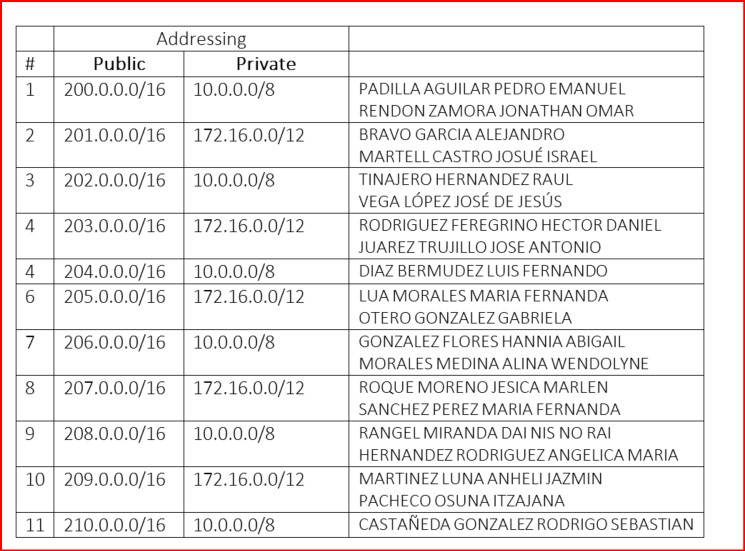 Addressing
# Public Private
1 200.0.0.0/16 10.0.0.0/8 PADILLA AGUILAR PEDRO EMANUEL
RENDON ZAMORA JONATHAN OMAR
2 201.0.0.0/16 172.16.0.0/12 BRAVO GARCIA ALEJANDRO
MARTELL CASTRO JOSUÉ ISRAEL
3 202.0.0.0/16 10.0.0.0/8 TINAJERO HERNANDEZ RAUL
VEGA LÓPEZ JOSÉ DE JESÚS
4 203.0.0.0/16 172.16.0.0/12 RODRIGUEZ FEREGRINO HECTOR DANIEL
JUAREZ TRUJILLO JOSE ANTONIO
4 204.0.0.0/16 10.0.0.0/8 DIAZ BERMUDEZ LUIS FERNANDO
6 205.0.0.0/16 172.16.0.0/12 LUA MORALES MARIA FERNANDA
OTERO GONZALEZ GABRIELA
7 206.0.0.0/16 10.0.0.0/8 GONZALEZ FLORES HANNIA ABIGAIL
MORALES MEDINA ALINA WENDOLYNE
8 207.0.0.0/16 172.16.0.0/12 ROQUE MORENO JESICA MARLEN
SANCHEZ PEREZ MARIA FERNANDA
9 208.0.0.0/16 10.0.0.0/8 RANGEL MIRANDA DAI NIS NO RAI
HERNANDEZ RODRIGUEZ ANGELICA MARIA
10 209.0.0.0/16 172.16.0.0/12 MARTINEZ LUNA ANHELI JAZMIN
PACHECO OSUNA ITZAJANA
11 210.0.0.0/16 10.0.0.0/8 CASTAÑEDA GONZALEZ RODRIGO SEBASTIAN